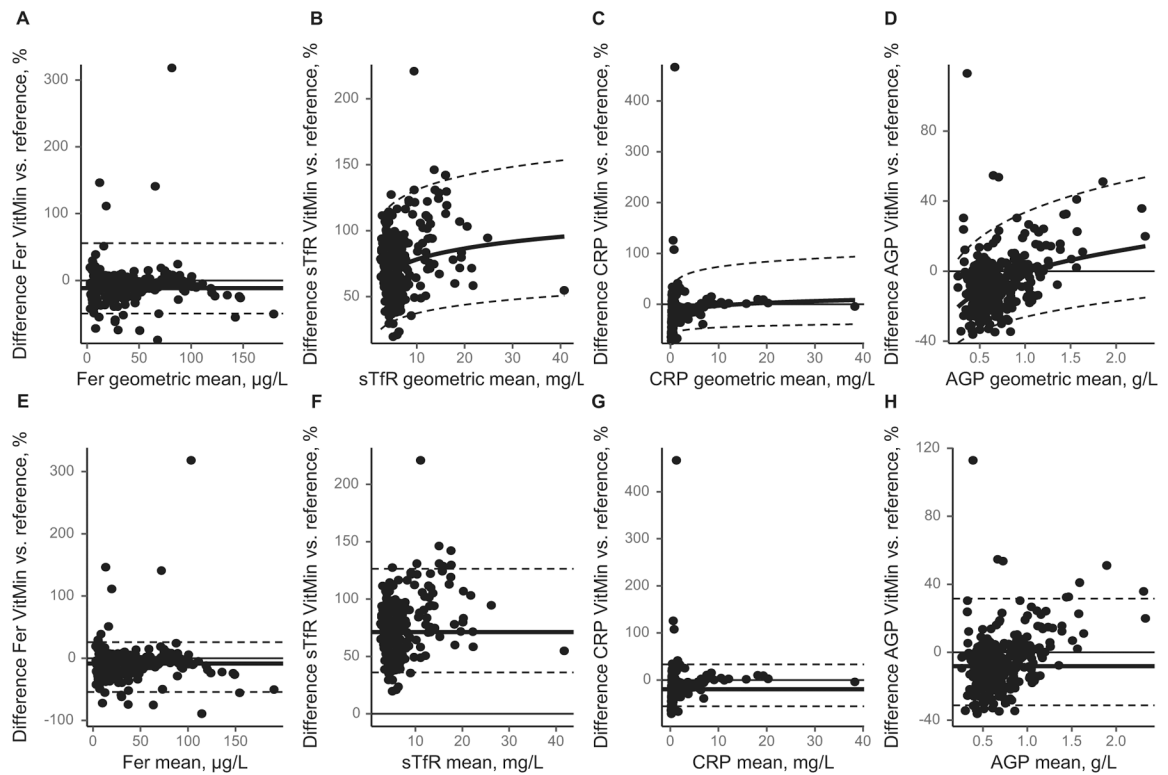 A
B
C
D
Difference Fer VitMin vs. reference, %
300
200
100
0
0
50
100
150
Fer geometric mean, µg/L
Difference sTfR VitMin vs. reference, %
200
150
100
50
10
20
30
40
sTfR geometric mean, mg/L
Difference CRP VitMin vs. reference, %
400
300
200
100
0
0
10
20
30
40
CRP geometric mean, mg/L
Difference AGP VitMin vs. reference, %
80
40
0
-40
0.5
1.0
1.5
2.0
AGP geometric mean, g/L
E
F
G
H
Difference Fer VitMin vs. reference, %
300
200
100
0
-100
0
50
100
150
Fer mean, µg/L
Difference sTfR VitMin vs. reference, %
200
150
100
50
0
10
20
30
40
sTfR mean, mg/L
Difference CRP VitMin vs. reference, %
400
300
200
100
0
0
10
20
30
40
CRP mean, mg/L
Difference AGP VitMin vs. reference, %
120
80
40
0
-40
0.5
1.0
1.5
2.0
AGP mean, g/L